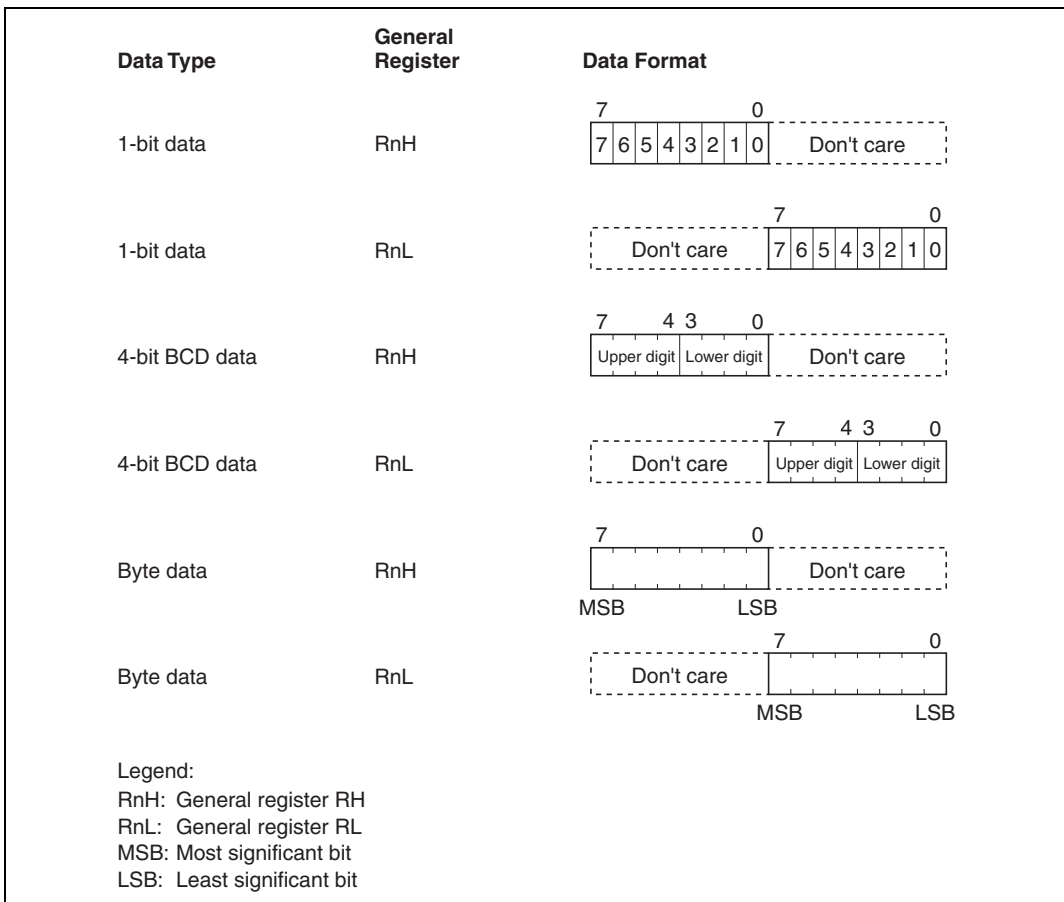 Data Type General Register Data Format
7 0
1-bit data RnH 7 6 5 4 3 2 1 0 Don't care
7 0
1-bit data RnL Don't care 7 6 5 4 3 2 1 0
7 4 3 0
4-bit BCD data RnH Upper digit Lower digit Don't care
7 4 3 0
4-bit BCD data RnL Don't care Upper digit Lower digit
7 0
Byte data RnH Don't care
MSB LSB
7 0
Byte data RnL Don't care
MSB LSB
Legend:
RnH: General register RH
RnL: General register RL
MSB: Most significant bit
LSB: Least significant bit